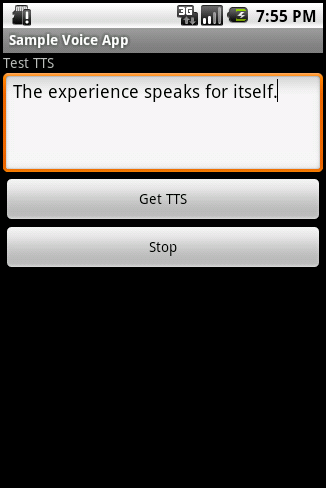 3G 7:55 PM
Sample Voice App
Test TTS
The experience speaks for itself.
Get TTS
Stop